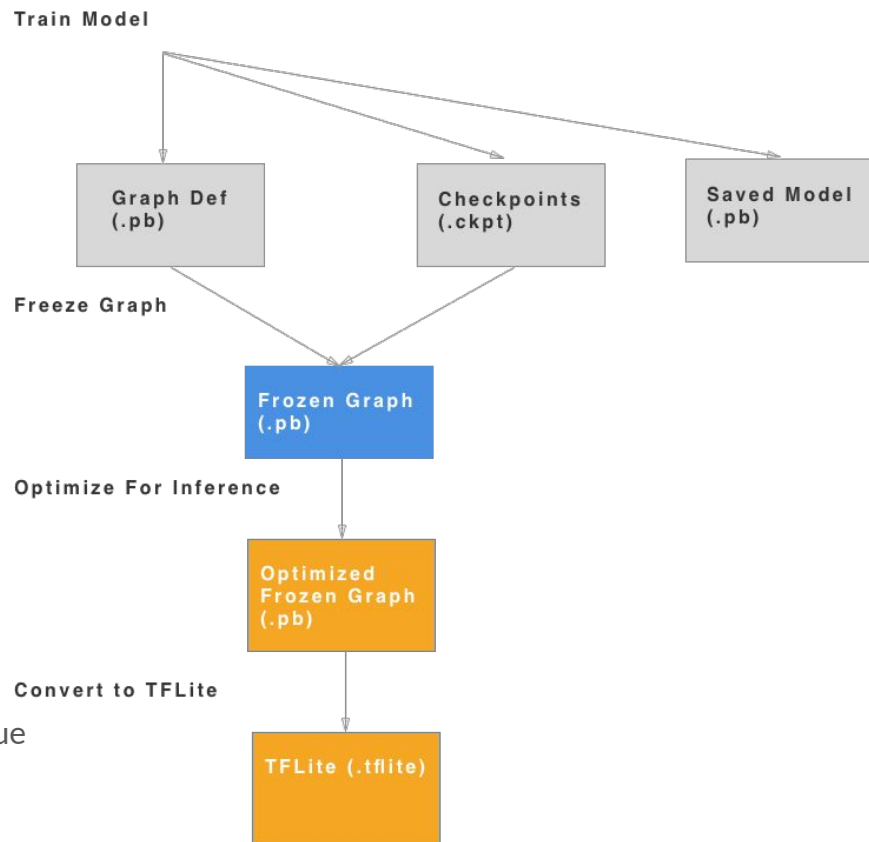 Train Model
Graph Def
(.pb)
Checkpoints
(.ckpt)
Saved Model
(.pb)
Freeze Graph
Frozen Graph
(.pb)
Optimize For Inference
Optimized
Frozen Graph
(.pb)
Convert to TFLite
ue
TFLite (.tflite)